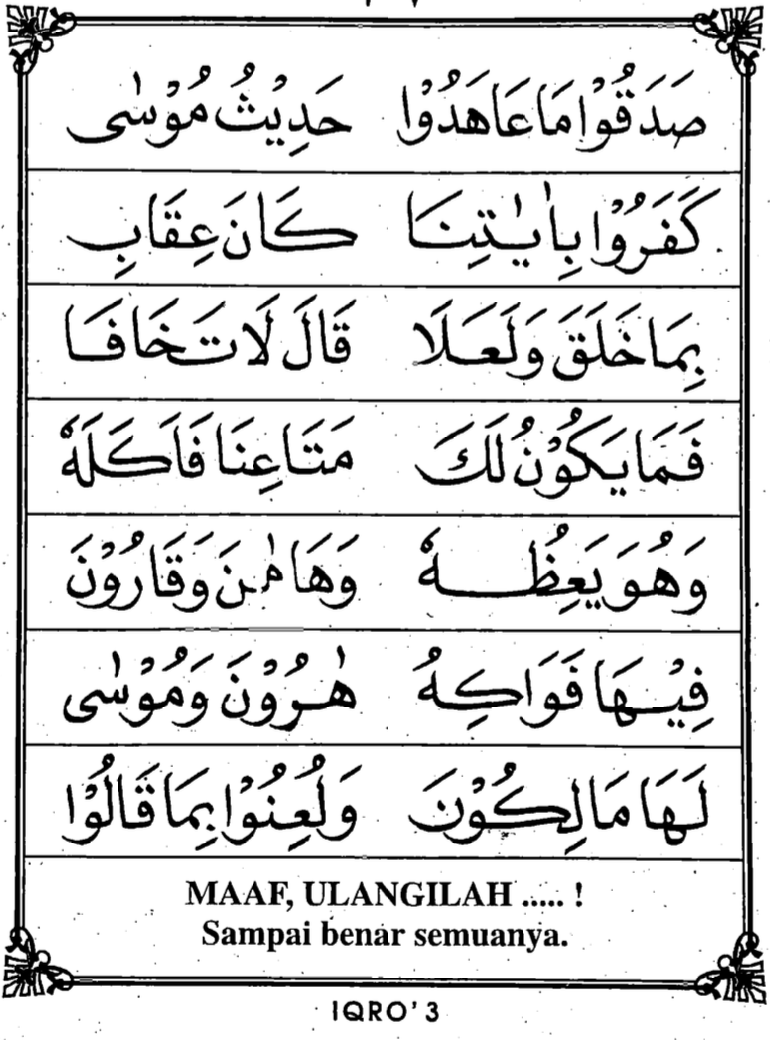 صَدَقُوْا مَا عَاهَدُوْا حَدِيْثُ مُوْسٰى
كَفَرُوْا بِاٰيٰتِنَا كَانَ عِقَابِ
بِمَا خَلَقَ وَلَعَلَا قَالَ لَا تَخَافَا
فَمَا يَكُوْنُ لَكَ مَتَاعِنَا فَاَكَلَهٗ
وَهُوَ يَعِظُهٗ وَهَامٰنَ وَقَارُوْنَ
فِيْهَا فَوَاكِهُ هٰرُوْنَ وَمُوْسٰى
لَهَا مَالِكُوْنَ وَلُعِنُوْا بِمَا قَالُوْا
MAAF, ULANGILAH ..... !
Sampai benar semuanya.
IQRO' 3